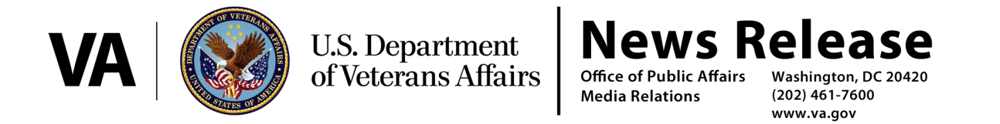 VA
DEPARTMENT OF VETERANS AFFAIRS
UNITED STATES OF AMERICA
U.S. Department
of Veterans Affairs
News Release
Office of Public Affairs
Media Relations
Washington, DC 20420
(202) 461-7600
www.va.gov